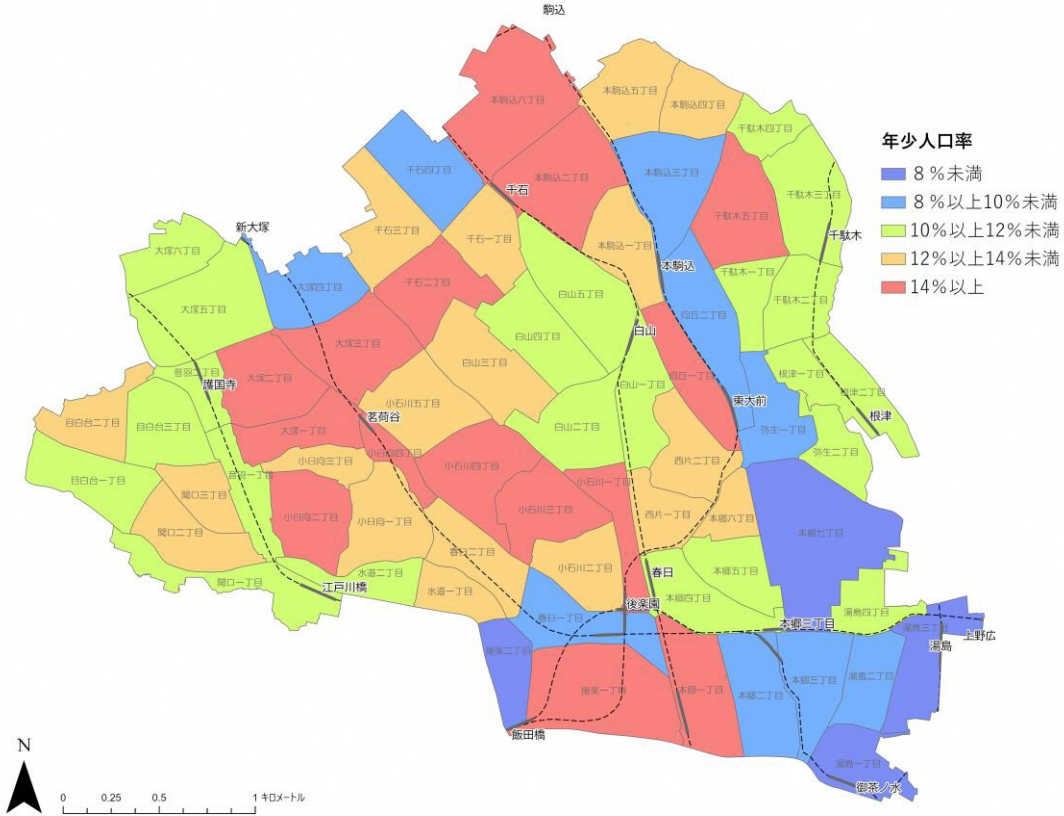 駒込
本駒込六丁目
本駒込五丁目
本駒込四丁目
千駄木四丁目
年少人口率
8％未満
8％以上10％未満
10％以上12％未満
12％以上14％未満
14％以上
千石四丁目
本駒込二丁目
本駒込三丁目
千駄木三丁目
千石
千駄木五丁目
新大塚
千石三丁目
千石一丁目
本駒込一丁目
千駄木
大塚六丁目
本駒込
千駄木一丁目
大塚四丁目
千石二丁目
白山五丁目
千駄木二丁目
大塚五丁目
向丘二丁目
白山
白山四丁目
大塚三丁目
白山三丁目
音羽二丁目
護国寺
大塚二丁目
白山一丁目
向丘一丁目
根津一丁目
根津二丁目
小石川五丁目
東大前
根津
茗荷谷
目白台二丁目
目白台三丁目
白山二丁目
大塚一丁目
弥生一丁目
弥生二丁目
小日向四丁目
小日向三丁目
西片二丁目
小石川四丁目
目白台一丁目
音羽一丁目
小石川一丁目
関口三丁目
小石川三丁目
西片一丁目
本郷六丁目
小日向二丁目
小日向一丁目
関口二丁目
本郷七丁目
春日二丁目
小石川二丁目
水道二丁目
春日
本郷五丁目
関口一丁目
江戸川橋
水道一丁目
本郷四丁目
後楽園
湯島四丁目
春日一丁目
本郷三丁目
湯島三丁目
上野広
湯島
後楽二丁目
後楽一丁目
本郷一丁目
本郷二丁目
本郷三丁目
湯島二丁目
飯田橋
湯島一丁目
御茶ノ水
N
0 0.25 0.5 1 キロメートル